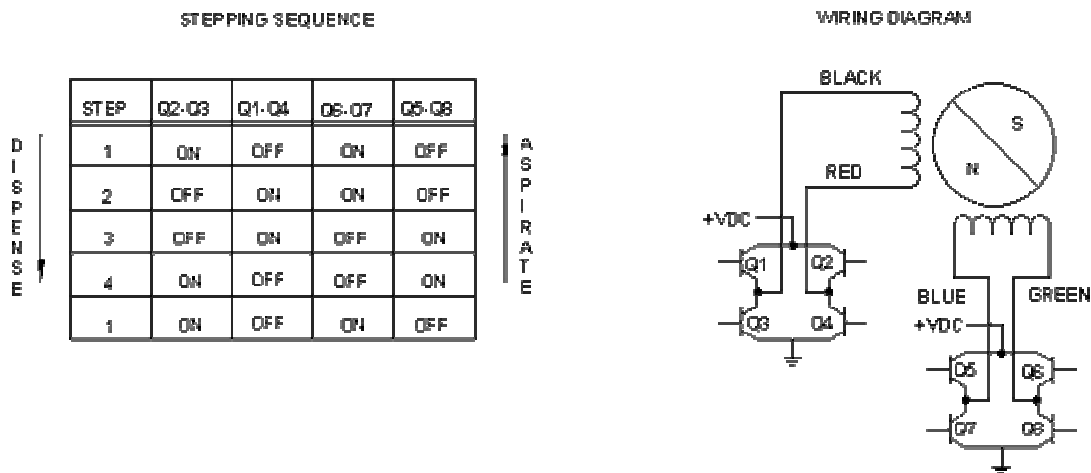 STEPPING SEQUENCE
WIRING DIAGRAM
STEP Q2-Q3 Q1-Q4 Q6-Q7 Q5-Q8
1 ON OFF ON OFF
2 OFF ON ON OFF
3 OFF ON OFF ON
4 ON OFF OFF ON
1 ON OFF ON OFF
DISPENSE
ASPIRATE
BLACK
RED
S
N
+VDC
Q1 Q2
Q3 Q4
BLUE GREEN
+VDC
Q5 Q6
Q7 Q8